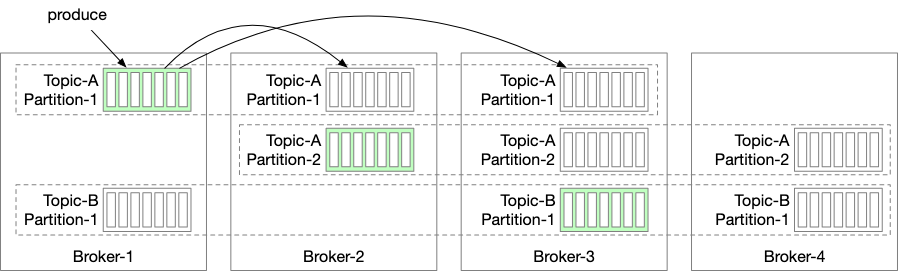 produce
Topic-A
Partition-1
Topic-A
Partition-1
Topic-A
Partition-1
Topic-A
Partition-2
Topic-A
Partition-2
Topic-A
Partition-2
Topic-B
Partition-1
Topic-B
Partition-1
Topic-B
Partition-1
Broker-1
Broker-2
Broker-3
Broker-4